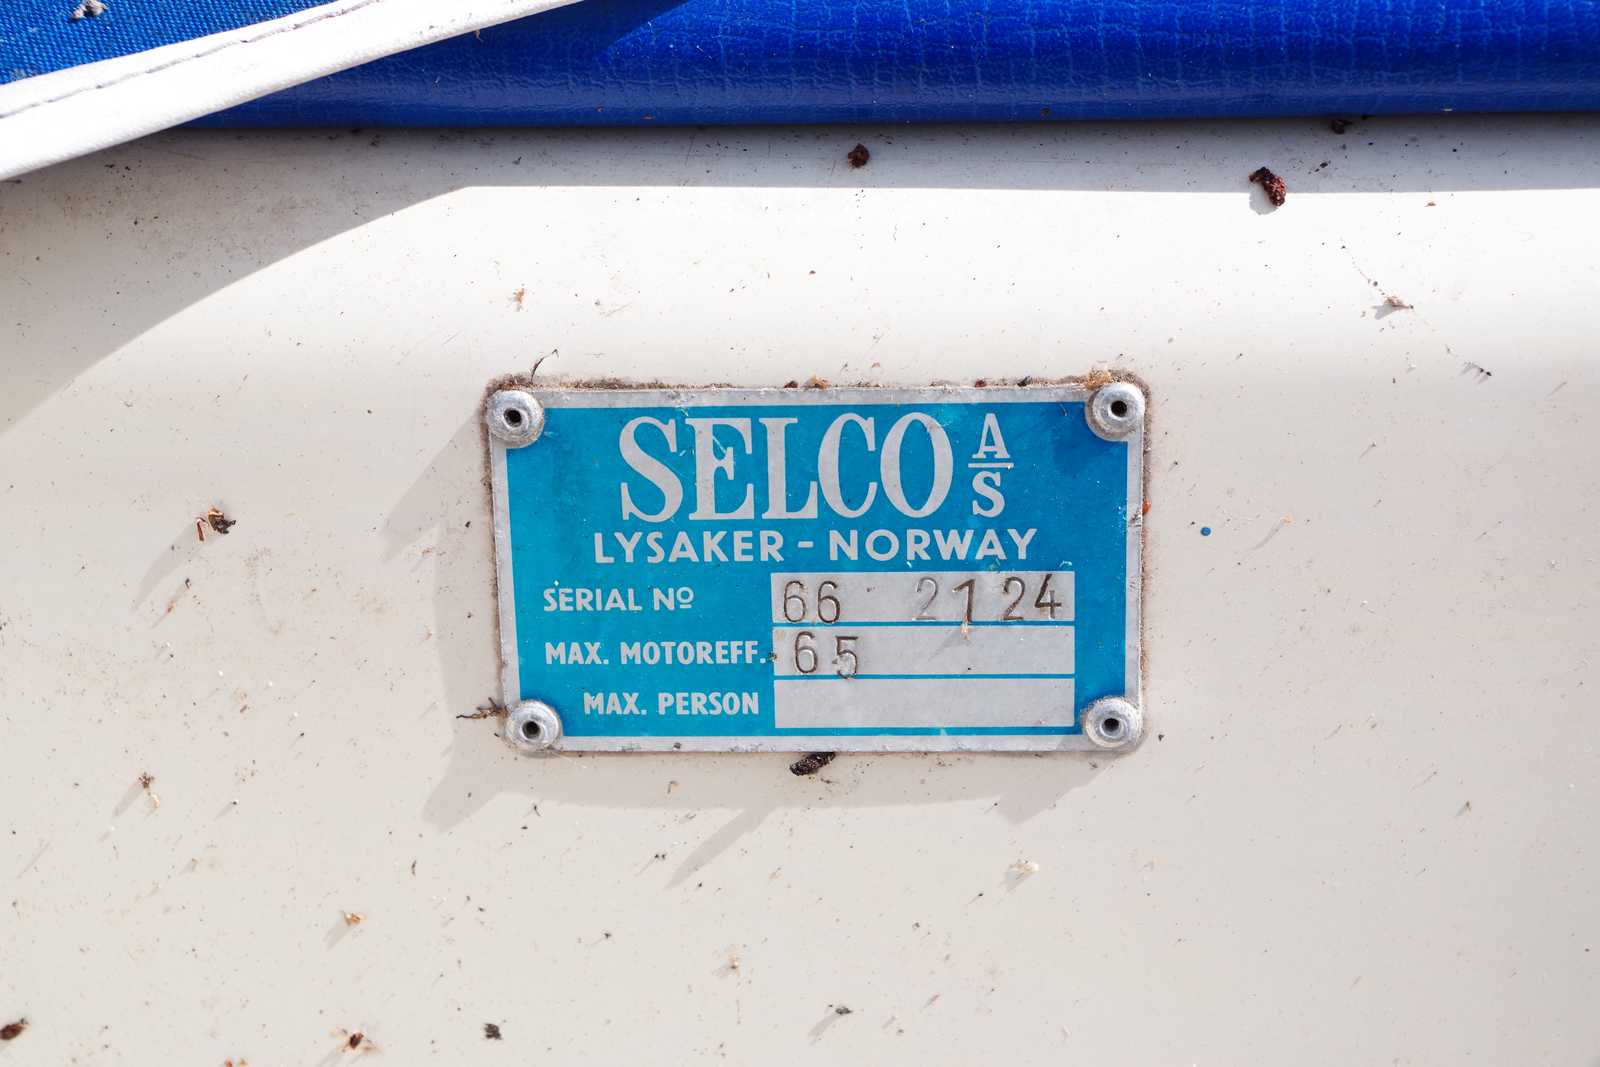 SELCO A/S
LYSAKER - NORWAY
SERIAL Nº 66 2124
MAX. MOTOREFF. 65
MAX. PERSON